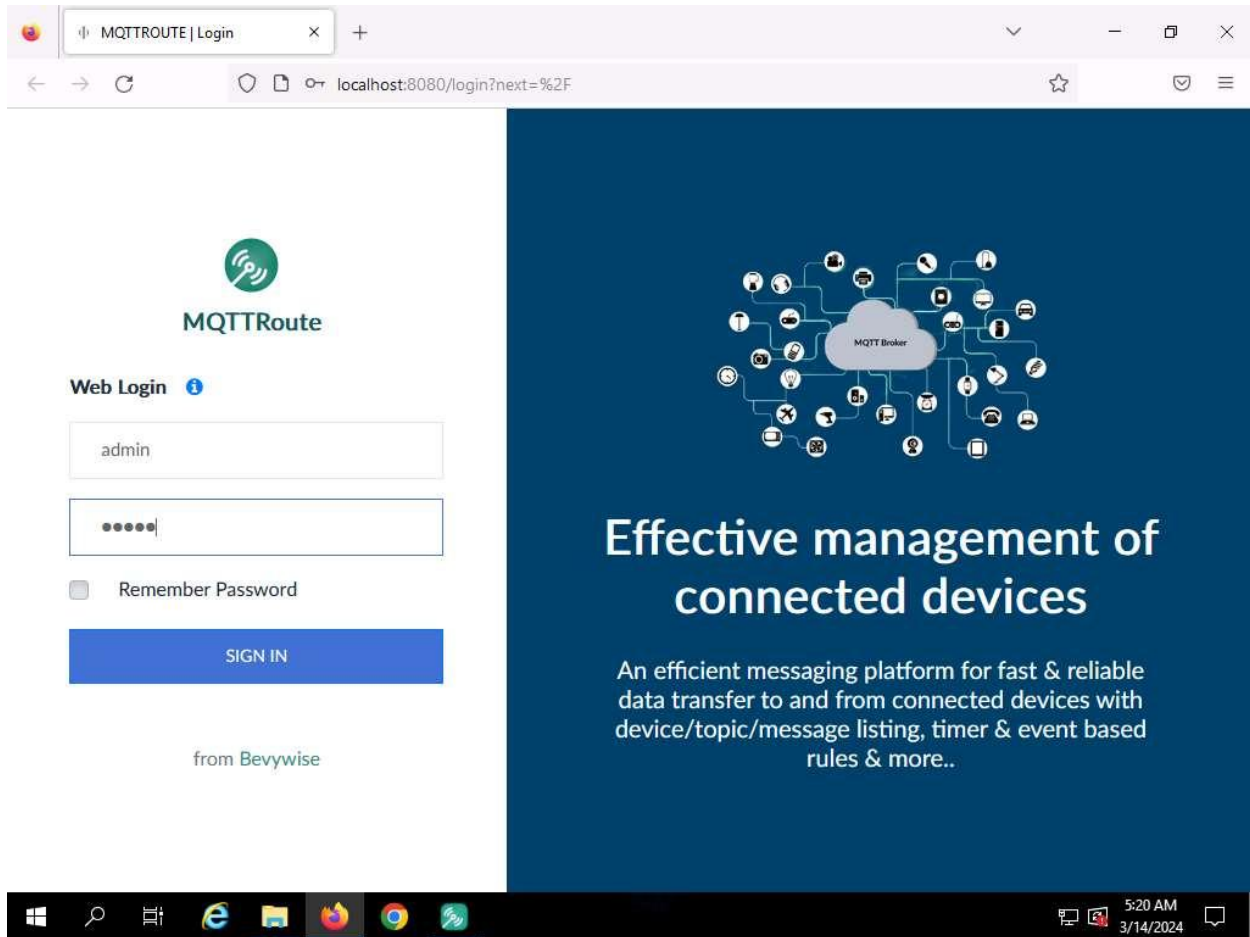 MQTTROUTE | Login
localhost:8080/login?next=%2F
MQTTRoute
Web Login
admin
●●●●●
Remember Password
SIGN IN
from Bevywise
MQTT Broker
Effective management of
connected devices
An efficient messaging platform for fast & reliable
data transfer to and from connected devices with
device/topic/message listing, timer & event based
rules & more..
5:20 AM
3/14/2024